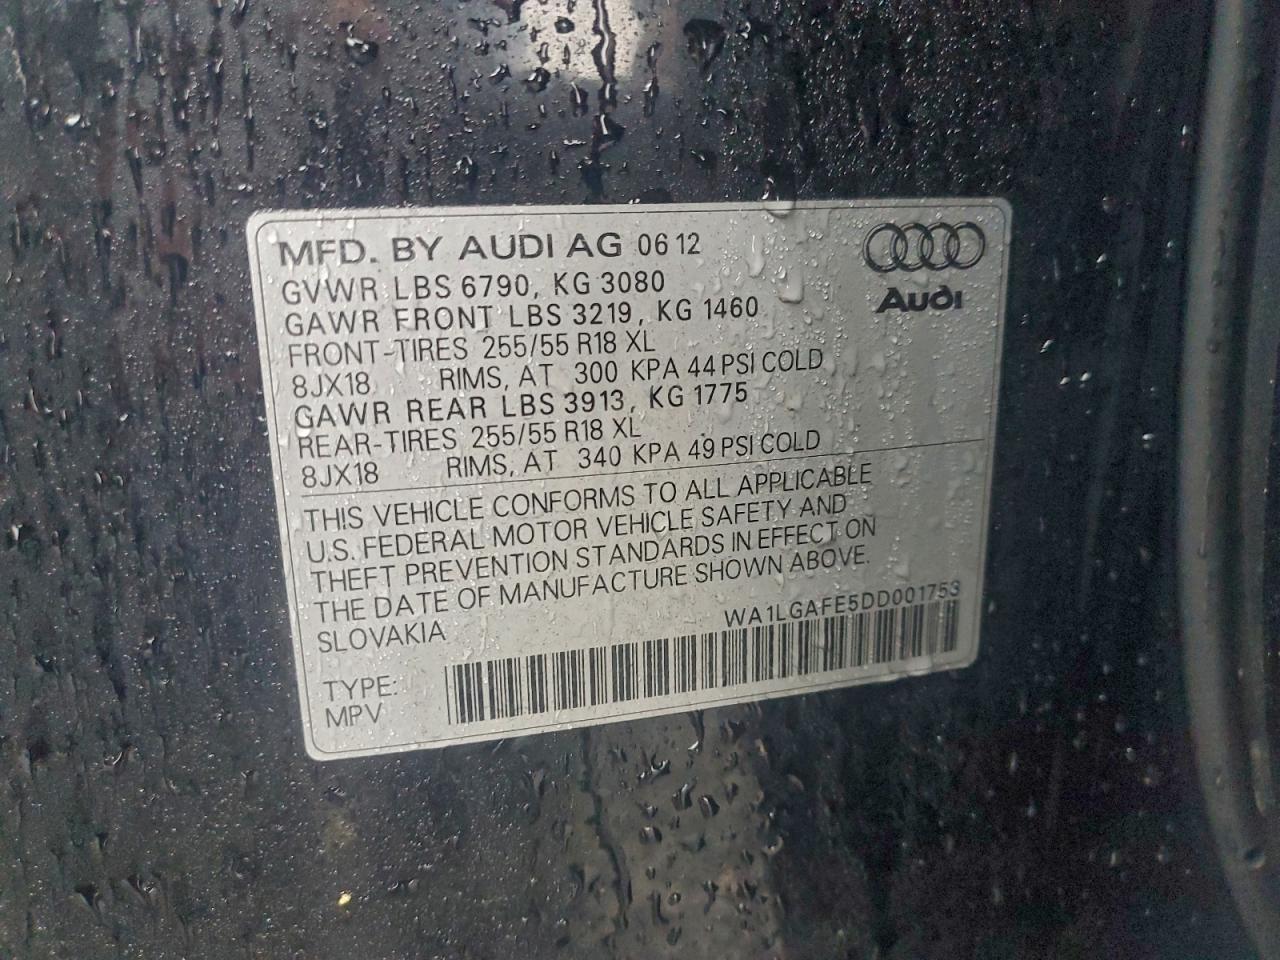 MFD. BY AUDI AG 06 12
GVWR LBS 6790, KG 3080
GAWR FRONT LBS 3219, KG 1460
FRONT-TIRES 255/55 R18 XL
8JX18 RIMS, AT 300 KPA 44 PSI COLD
GAWR REAR LBS 3913, KG 1775
REAR-TIRES 255/55 R18 XL
8JX18 RIMS, AT 340 KPA 49 PSI COLD
Audi
THIS VEHICLE CONFORMS TO ALL APPLICABLE
U.S. FEDERAL MOTOR VEHICLE SAFETY AND
THEFT PREVENTION STANDARDS IN EFFECT ON
THE DATE OF MANUFACTURE SHOWN ABOVE.
SLOVAKIA
WA1LGAFE5DD001753
TYPE:
MPV